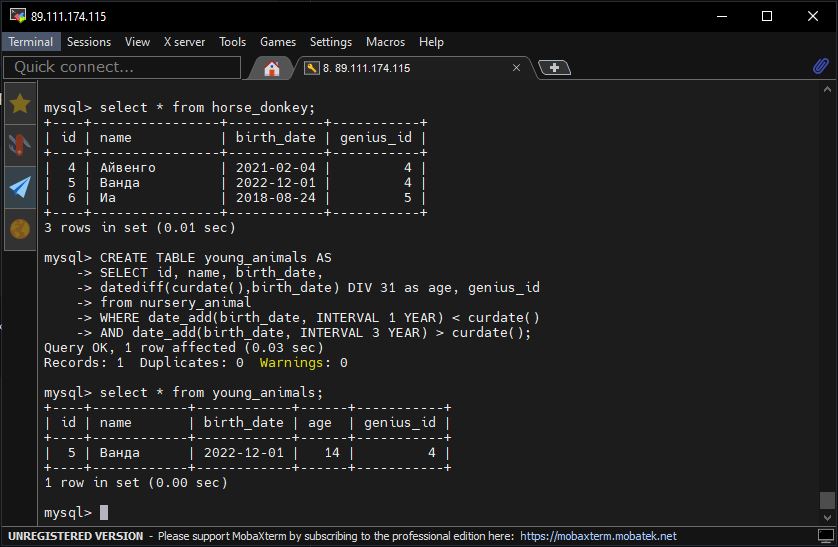 89.111.174.115
Terminal Sessions View X server Tools Games Settings Macros Help
Quick connect...
8. 89.111.174.115
mysql> select * from horse_donkey;
+----+----------------+------------+-----------+
| id | name           | birth_date | genius_id |
+----+----------------+------------+-----------+
|  4 | Айвенго        | 2021-02-04 |         4 |
|  5 | Ванда          | 2022-12-01 |         4 |
|  6 | Иа             | 2018-08-24 |         5 |
+----+----------------+------------+-----------+
3 rows in set (0.01 sec)
mysql> CREATE TABLE young_animals AS
    -> SELECT id, name, birth_date,
    -> datediff(curdate(),birth_date) DIV 31 as age, genius_id
    -> from nursery_animal
    -> WHERE date_add(birth_date, INTERVAL 1 YEAR) < curdate()
    -> AND date_add(birth_date, INTERVAL 3 YEAR) > curdate();
Query OK, 1 row affected (0.03 sec)
Records: 1  Duplicates: 0  Warnings: 0
mysql> select * from young_animals;
+----+------------+------------+------+-----------+
| id | name       | birth_date | age  | genius_id |
+----+------------+------------+------+-----------+
|  5 | Ванда      | 2022-12-01 |   14 |         4 |
+----+------------+------------+------+-----------+
1 row in set (0.00 sec)
mysql>
UNREGISTERED VERSION - Please support MobaXterm by subscribing to the professional edition here: https://mobaxterm.mobatek.net